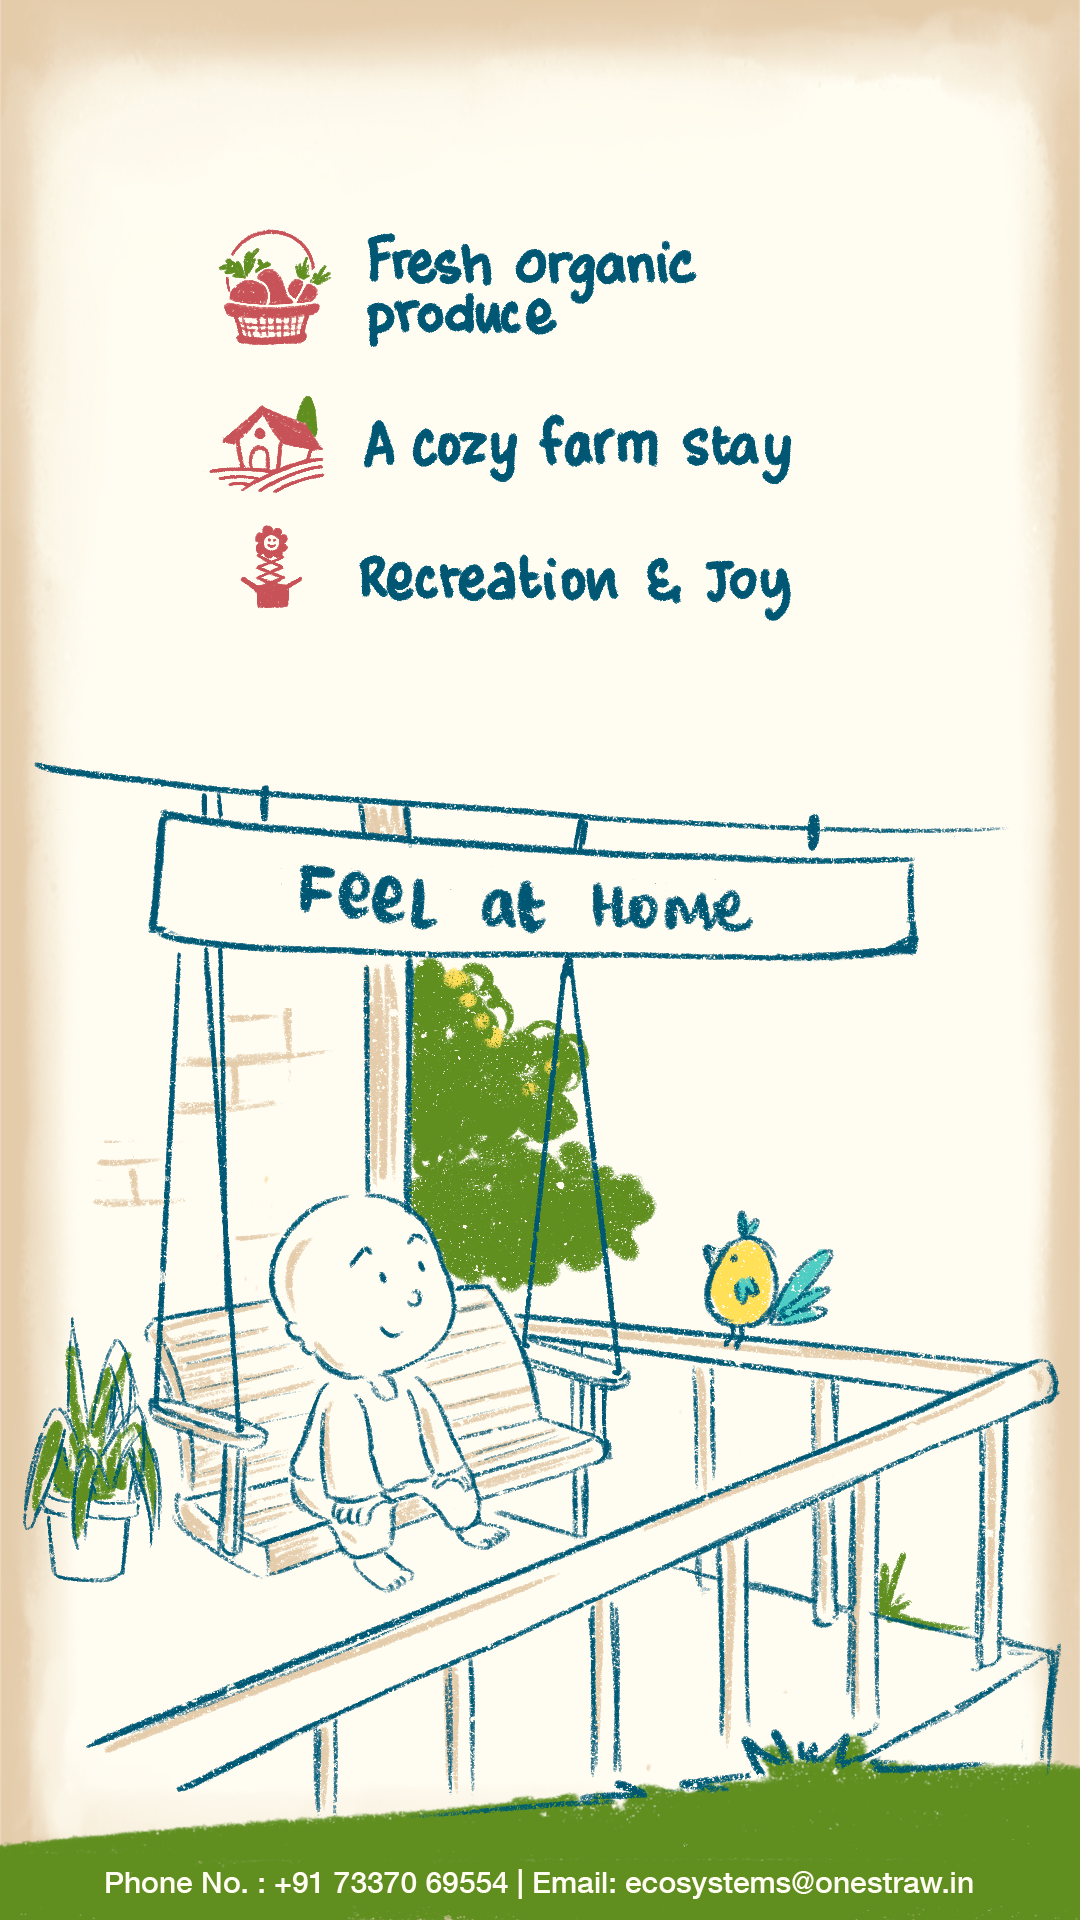 Fresh organic
produce
A cozy farm stay
Recreation & Joy
Feel at Home
Phone No. : +91 73370 69554 | Email: ecosystems@onestraw.in